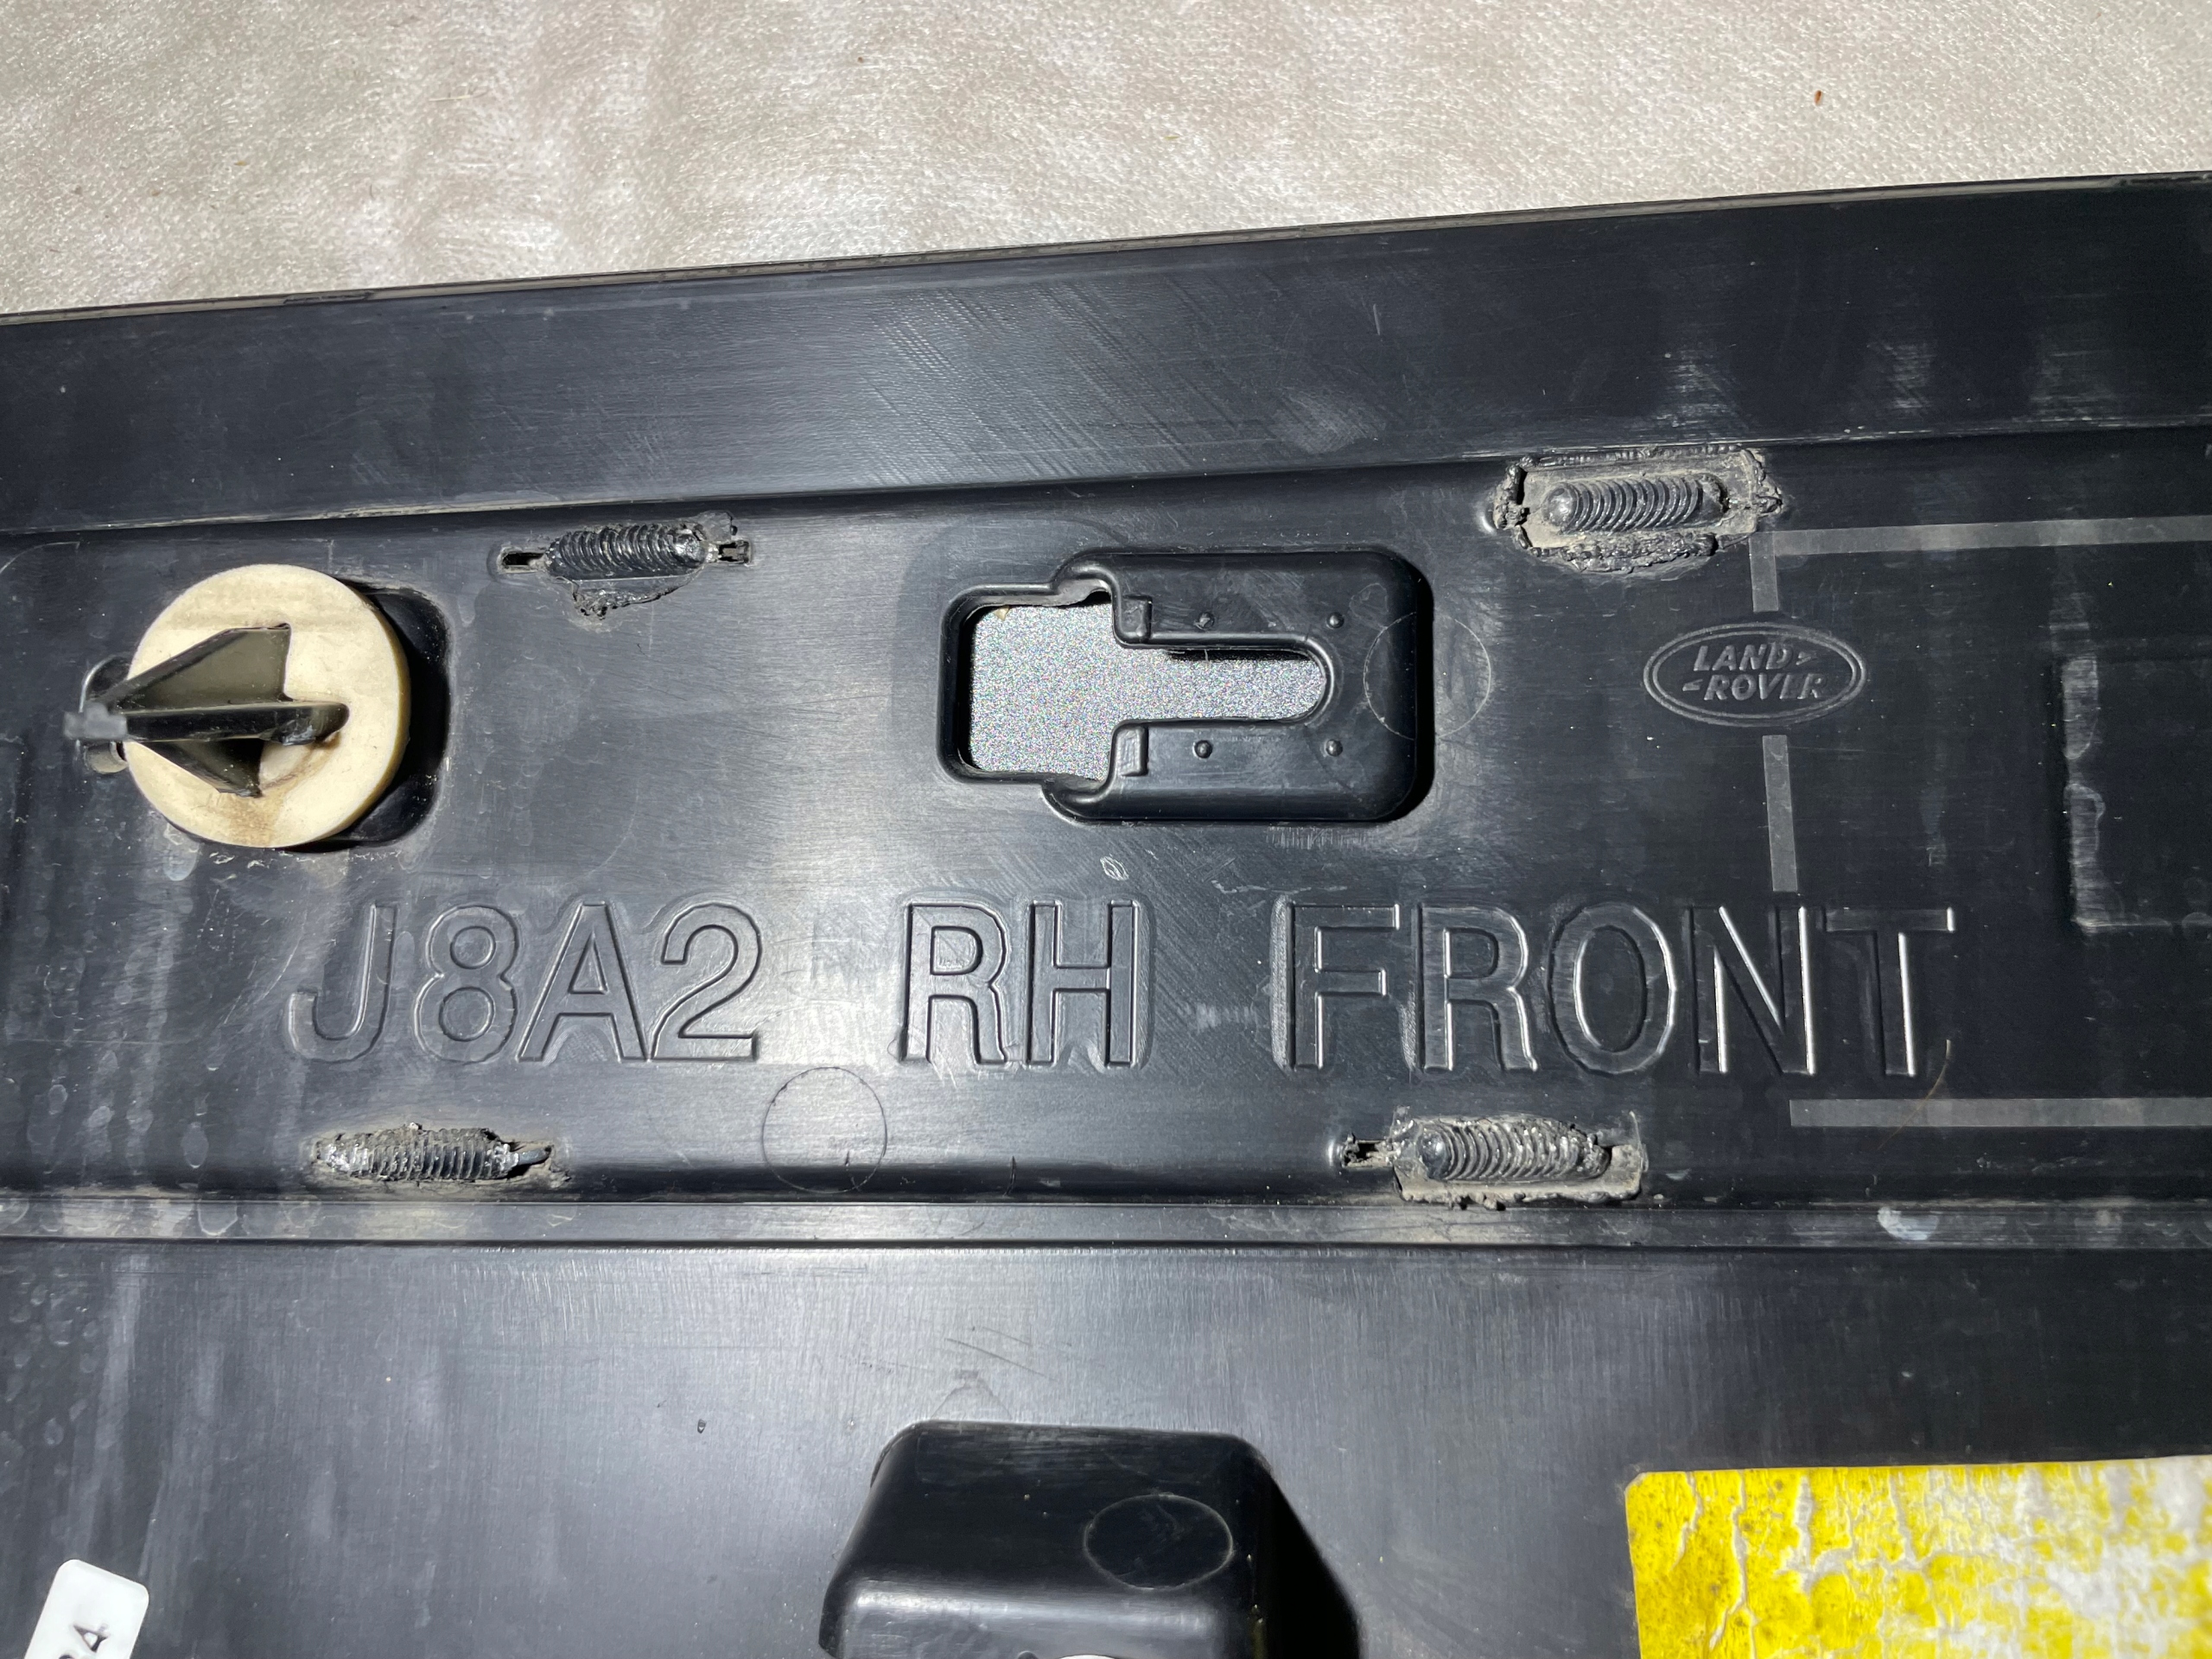 LAND
ROVER
J8A2 RH FRONT